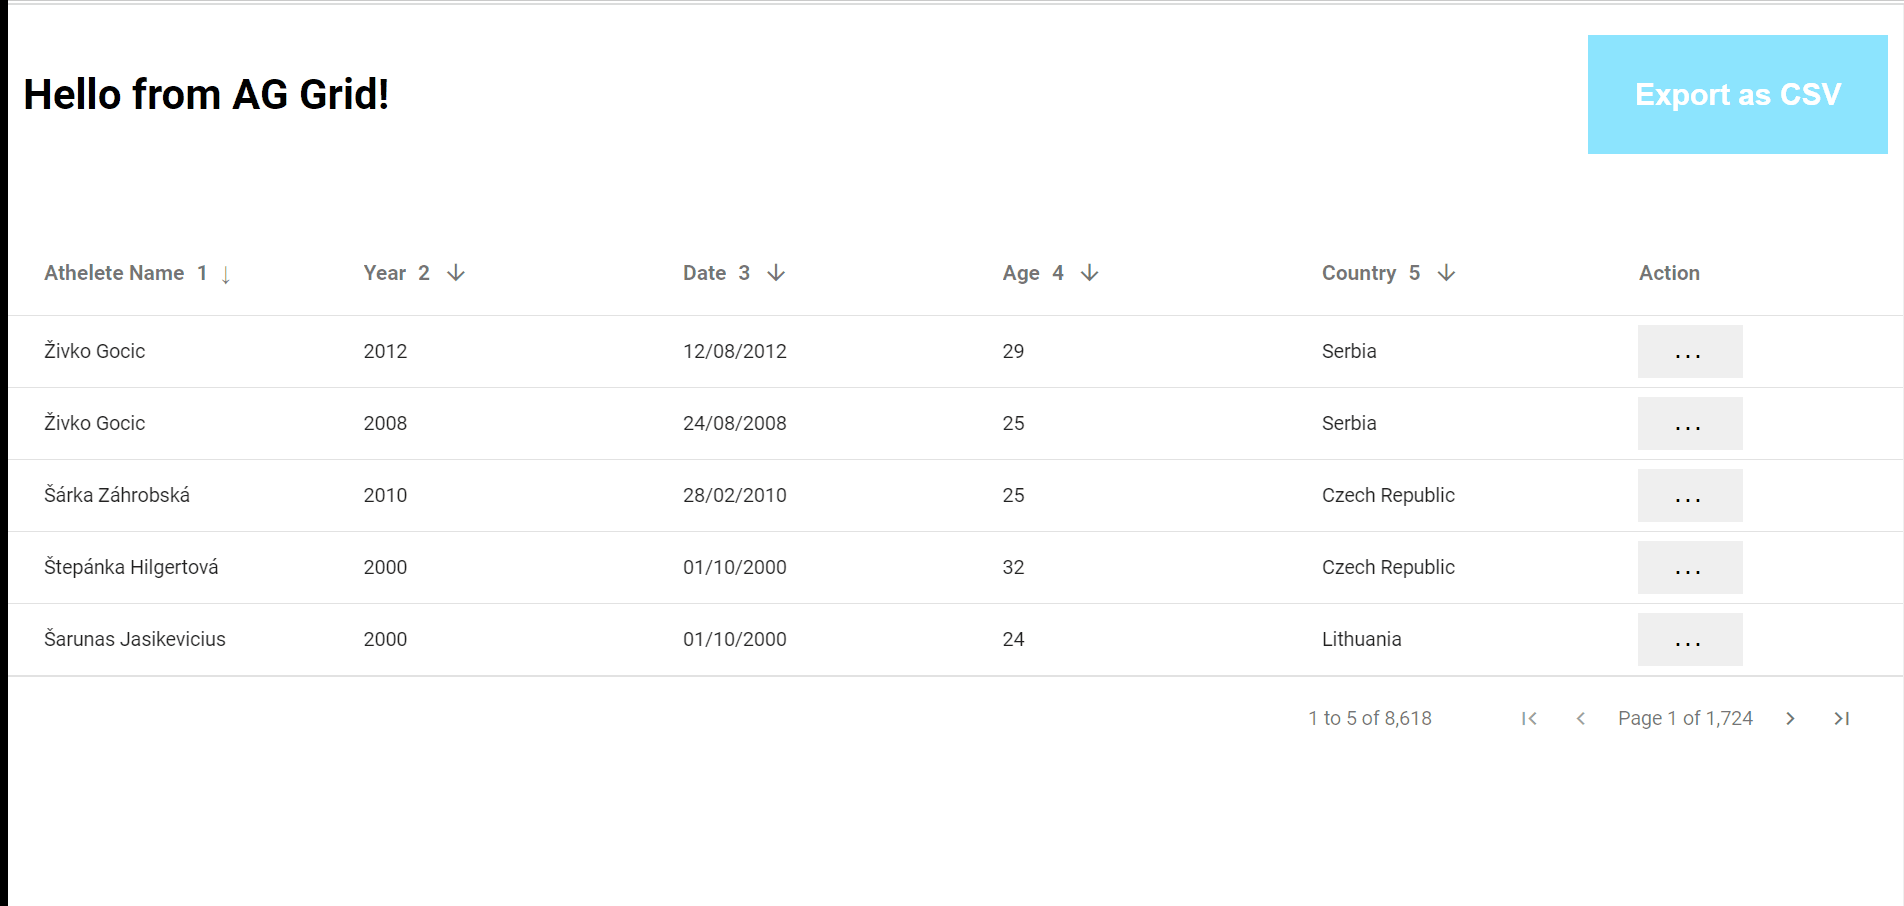 Hello from AG Grid!
Export as CSV
Athelete Name 1 ↓ Year 2 ↓ Date 3 ↓ Age 4 ↓ Country 5 ↓ Action
Živko Gocic 2012 12/08/2012 29 Serbia ...
Živko Gocic 2008 24/08/2008 25 Serbia ...
Šárka Záhrobská 2010 28/02/2010 25 Czech Republic ...
Štepánka Hilgertová 2000 01/10/2000 32 Czech Republic ...
Šarunas Jasikevicius 2000 01/10/2000 24 Lithuania ...
1 to 5 of 8,618 Page 1 of 1,724